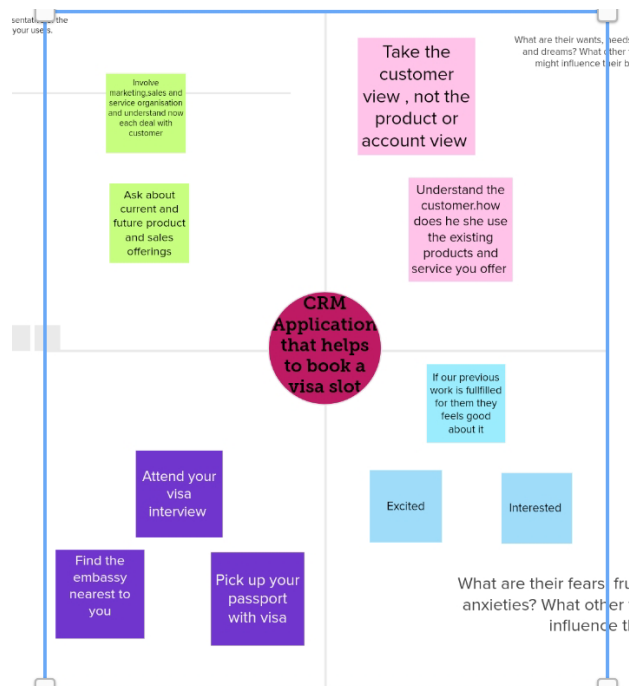 sentatio
the
your users.
What are their wants, needs
and dreams? What other
might influence their b
Involve
marketing,sales and
service organisation
and understand now
each deal with
customer
Take the
customer
view , not the
product or
account view
Ask about
current and
future product
and sales
offerings
Understand the
customer.how
does he she use
the existing
products and
service you offer
CRM
Application
that helps
to book a
visa slot
If our previous
work is fullfilled
for them they
feels good
about it
Attend your
visa
interview
Excited
Interested
Find the
embassy
nearest to
you
Pick up your
passport
with visa
What are their fears, fru
anxieties? What other
influence th